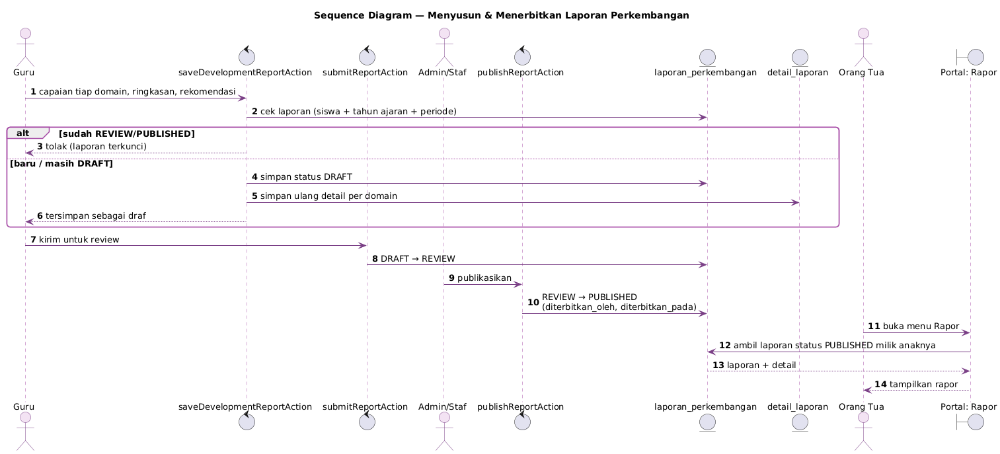 Sequence Diagram — Menyusun & Menerbitkan Laporan Perkembangan
Guru
saveDevelopmentReportAction
submitReportAction
Admin/Staf
publishReportAction
laporan_perkembangan
detail_laporan
Orang Tua
Portal: Rapor
1 capaian tiap domain, ringkasan, rekomendasi
2 cek laporan (siswa + tahun ajaran + periode)
alt [sudah REVIEW/PUBLISHED]
3 tolak (laporan terkunci)
[baru / masih DRAFT]
4 simpan status DRAFT
5 simpan ulang detail per domain
6 tersimpan sebagai draf
7 kirim untuk review
8 DRAFT → REVIEW
9 publikasikan
10 REVIEW → PUBLISHED
(diterbitkan_oleh, diterbitkan_pada)
11 buka menu Rapor
12 ambil laporan status PUBLISHED milik anaknya
13 laporan + detail
14 tampilkan rapor
Guru
saveDevelopmentReportAction
submitReportAction
Admin/Staf
publishReportAction
laporan_perkembangan
detail_laporan
Orang Tua
Portal: Rapor